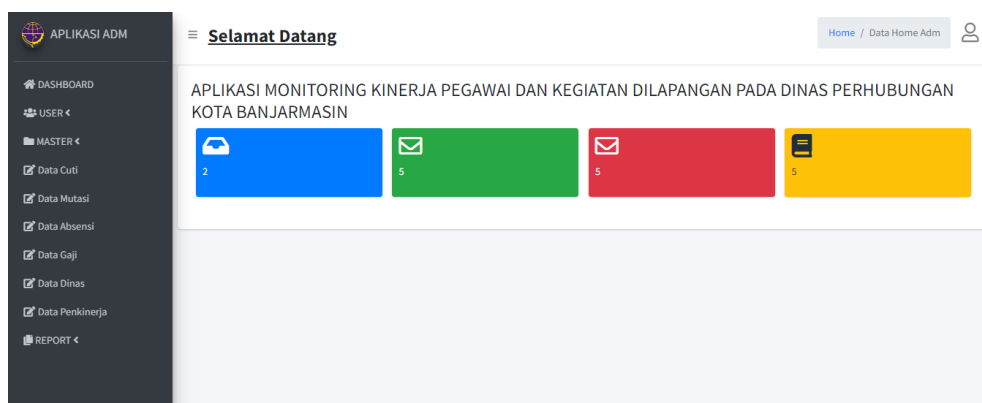 APLIKASI ADM
Selamat Datang
Home / Data Home Adm
DASHBOARD
USER
MASTER
Data Cuti
Data Mutasi
Data Absensi
Data Gaji
Data Dinas
Data Penkinerja
REPORT
APLIKASI MONITORING KINERJA PEGAWAI DAN KEGIATAN DILAPANGAN PADA DINAS PERHUBUNGAN
KOTA BANJARMASIN
2
5
5
5